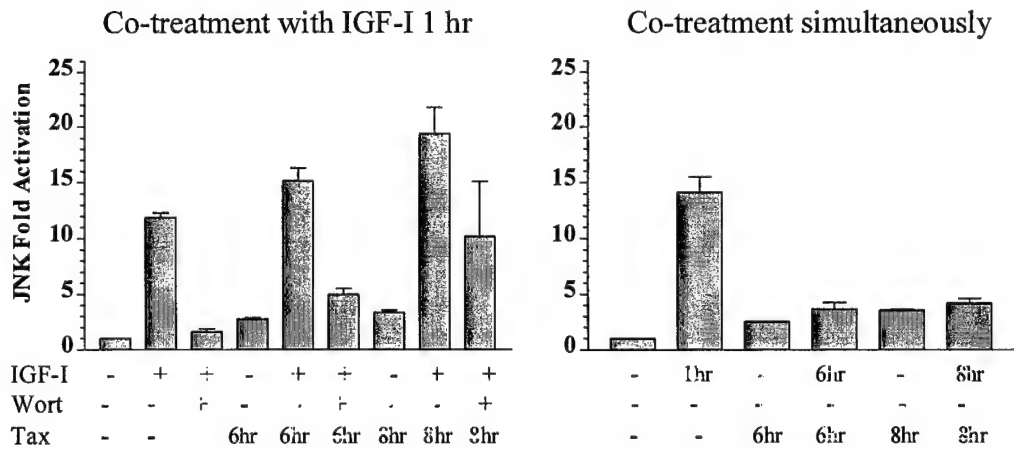 Co-treatment with IGF-I 1 hr
Co-treatment simultaneously
JNK Fold Activation
25
20
15
10
5
0
25
20
15
10
5
0
IGF-I - + + - + + - + +
Wort - - + - - + - - +
Tax - - 6hr 6hr 6hr 8hr 8hr 8hr
- 1hr - 6hr - 8hr
- - - - - -
- - 6hr 6hr 8hr 8hr